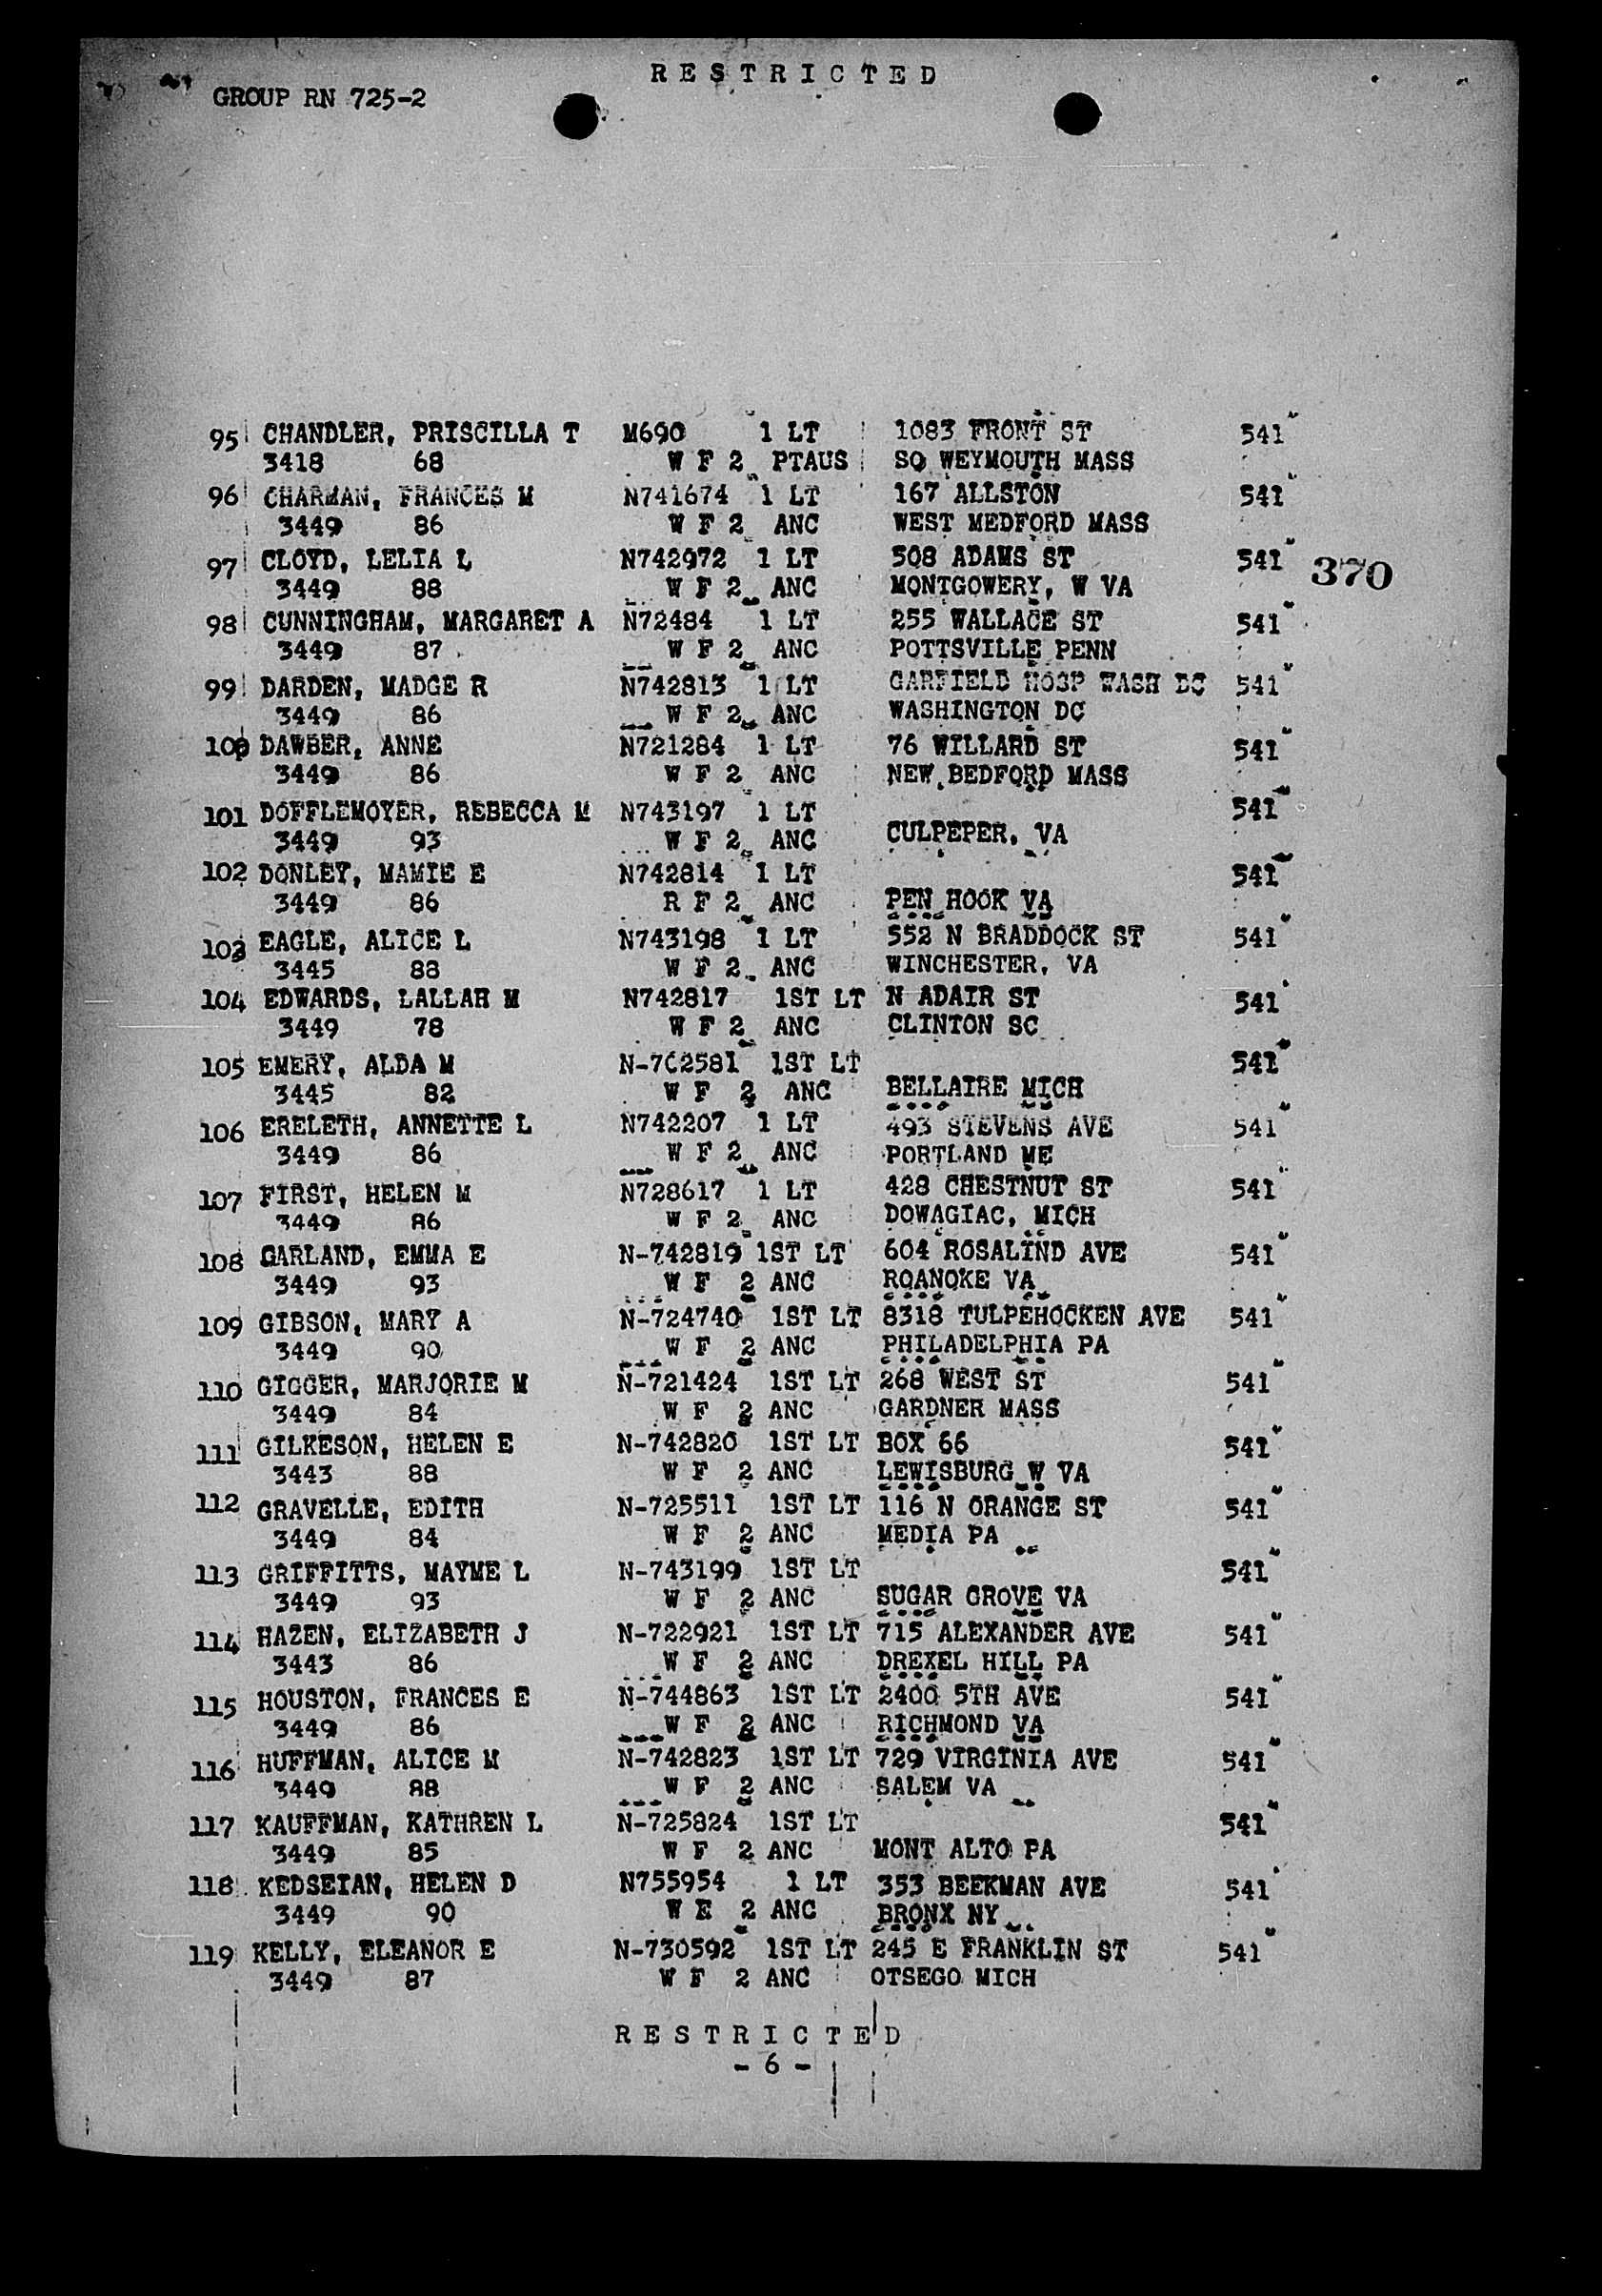 RESTRICTED
GROUP RN 725-2
95 CHANDLER, PRISCILLA T M690 1 LT 1083 FRONT ST 541
3418 68 W F 2 PTAUS SO WEYMOUTH MASS
96 CHARMAN, FRANCES M N741674 1 LT 167 ALLSTON 541
3449 86 W F 2 ANC WEST MEDFORD MASS
97 CLOYD, LELIA L N742972 1 LT 508 ADAMS ST 541 370
3449 88 W F 2 ANC MONTGOWERY, W VA
98 CUNNINGHAM, MARGARET A N72484 1 LT 255 WALLACE ST 541
3449 87 W F 2 ANC POTTSVILLE PENN
99 DARDEN, MADGE R N742813 1 LT GARFIELD HOSP WASH DC 541
3449 86 W F 2 ANC WASHINGTON DC
100 DAWBER, ANNE N721284 1 LT 76 WILLARD ST 541
3449 86 W F 2 ANC NEW BEDFORD MASS
101 DOFFLEMOYER, REBECCA M N743197 1 LT 541
3449 93 W F 2 ANC CULPEPER, VA
102 DONLEY, MAMIE E N742814 1 LT 541
3449 86 R F 2 ANC PEN HOOK VA
103 EAGLE, ALICE L N743198 1 LT 552 N BRADDOCK ST 541
3445 88 W F 2 ANC WINCHESTER, VA
104 EDWARDS, LALLAH M N742817 1ST LT N ADAIR ST 541
3449 78 W F 2 ANC CLINTON SC
105 EMERY, ALDA M N-702581 1ST LT 541
3445 82 W F 2 ANC BELLAIRE MICH
106 ERELETH, ANNETTE L N742207 1 LT 493 STEVENS AVE 541
3449 86 W F 2 ANC PORTLAND ME
107 FIRST, HELEN M N728617 1 LT 428 CHESTNUT ST 541
3449 86 W F 2 ANC DOWAGIAC, MICH
108 GARLAND, EMMA E N-742819 1ST LT 604 ROSALIND AVE 541
3449 93 W F 2 ANC ROANOKE VA
109 GIBSON, MARY A N-724740 1ST LT 8318 TULPEHOCKEN AVE 541
3449 90 W F 2 ANC PHILADELPHIA PA
110 GIGGER, MARJORIE M N-721424 1ST LT 268 WEST ST 541
3449 84 W F 2 ANC GARDNER MASS
111 GILKESON, HELEN E N-742820 1ST LT BOX 66 541
3443 88 W F 2 ANC LEWISBURG W VA
112 GRAVELLE, EDITH N-725511 1ST LT 116 N ORANGE ST 541
3449 84 W F 2 ANC MEDIA PA
113 GRIFFITTS, MAYME L N-743199 1ST LT 541
3449 93 W F 2 ANC SUGAR GROVE VA
114 HAZEN, ELIZABETH J N-722921 1ST LT 715 ALEXANDER AVE 541
3443 86 W F 2 ANC DREXEL HILL PA
115 HOUSTON, FRANCES E N-744863 1ST LT 2400 5TH AVE 541
3449 86 W F 2 ANC RICHMOND VA
116 HUFFMAN, ALICE M N-742823 1ST LT 729 VIRGINIA AVE 541
3449 88 W F 2 ANC SALEM VA
117 KAUFFMAN, KATHREN L N-725824 1ST LT 541
3449 85 W F 2 ANC MONT ALTO PA
118 KEDSEIAN, HELEN D N755954 1 LT 353 BEEKMAN AVE 541
3449 90 W E 2 ANC BRONX NY
119 KELLY, ELEANOR E N-730592 1ST LT 245 E FRANKLIN ST 541
3449 87 W F 2 ANC OTSEGO MICH
RESTRICTED
- 6 -